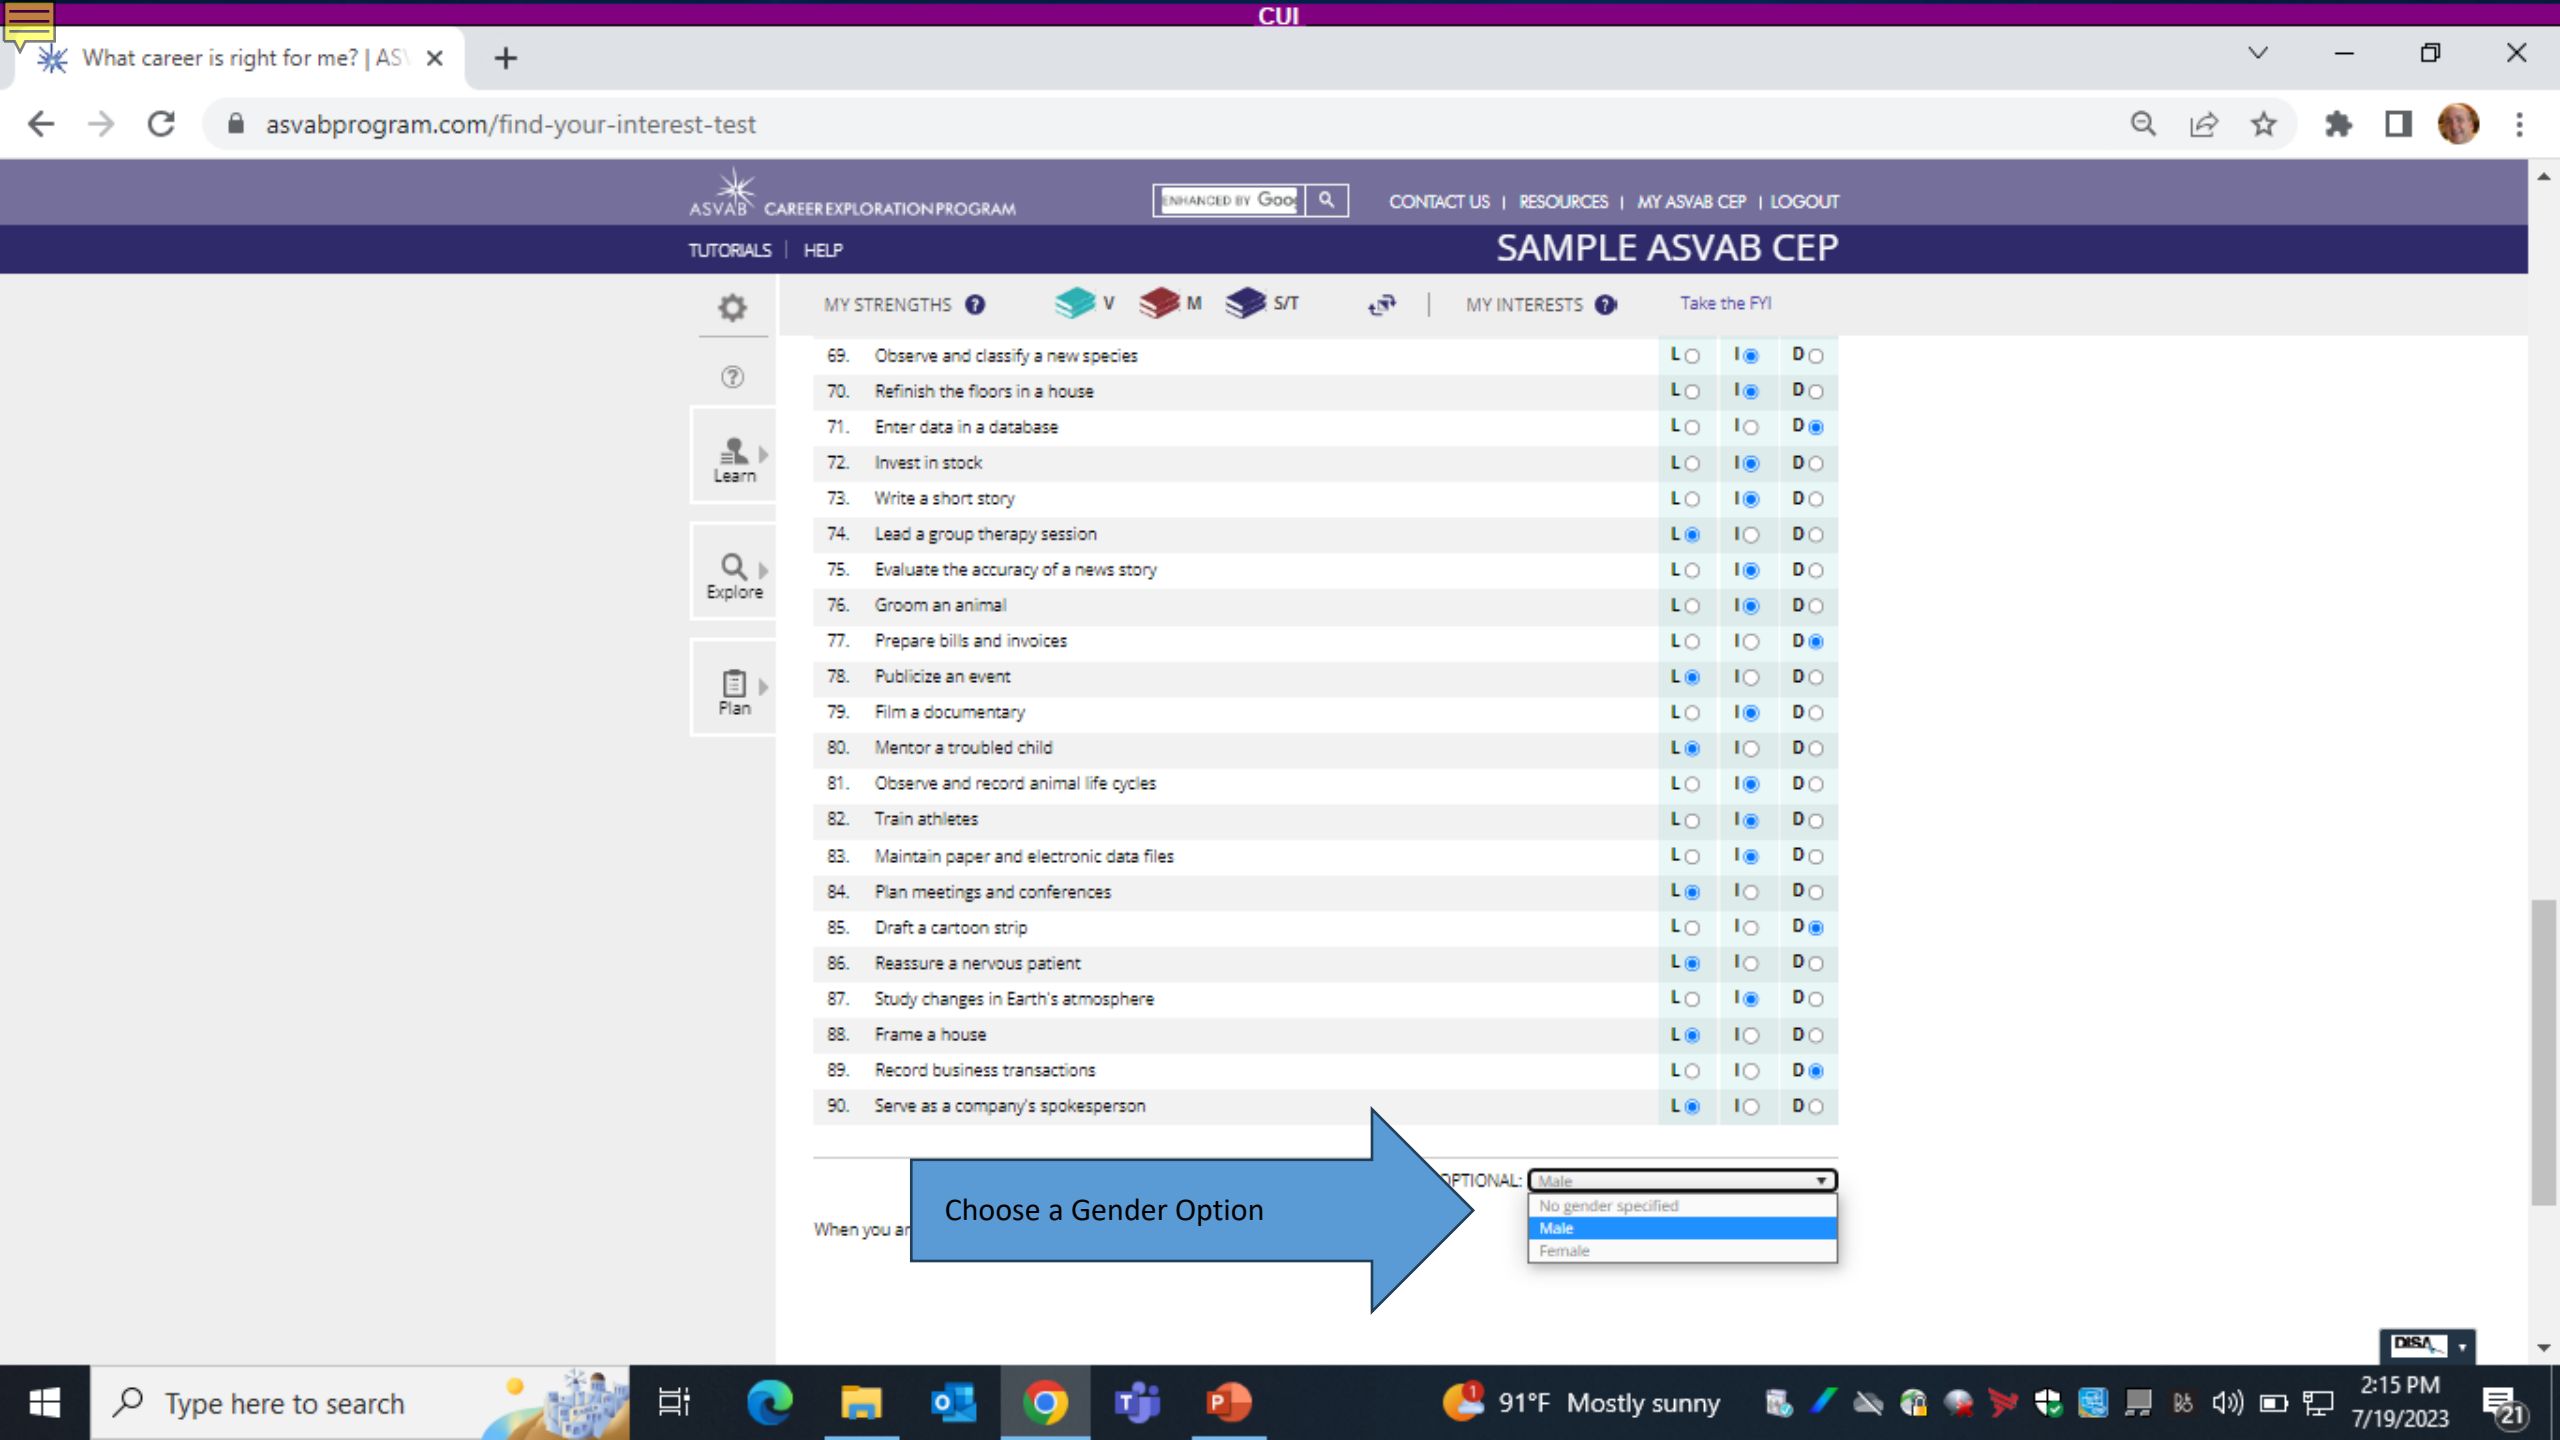 CUI
What career is right for me? | AS
asvabprogram.com/find-your-interest-test
ASVAB CAREER EXPLORATION PROGRAM
ENHANCED BY Goo
CONTACT US | RESOURCES | MY ASVAB CEP | LOGOUT
TUTORIALS | HELP
SAMPLE ASVAB CEP
MY STRENGTHS ? V M S/T | MY INTERESTS ? Take the FYI
69. Observe and classify a new species L I D
70. Refinish the floors in a house L I D
71. Enter data in a database L I D
72. Invest in stock L I D
73. Write a short story L I D
74. Lead a group therapy session L I D
75. Evaluate the accuracy of a news story L I D
76. Groom an animal L I D
77. Prepare bills and invoices L I D
78. Publicize an event L I D
79. Film a documentary L I D
80. Mentor a troubled child L I D
81. Observe and record animal life cycles L I D
82. Train athletes L I D
83. Maintain paper and electronic data files L I D
84. Plan meetings and conferences L I D
85. Draft a cartoon strip L I D
86. Reassure a nervous patient L I D
87. Study changes in Earth's atmosphere L I D
88. Frame a house L I D
89. Record business transactions L I D
90. Serve as a company's spokesperson L I D
?
Learn
Explore
Plan
OPTIONAL: Male
No gender specified
Male
Female
Choose a Gender Option
When you ar
DISA
Type here to search
1
91°F Mostly sunny
2:15 PM
7/19/2023
21